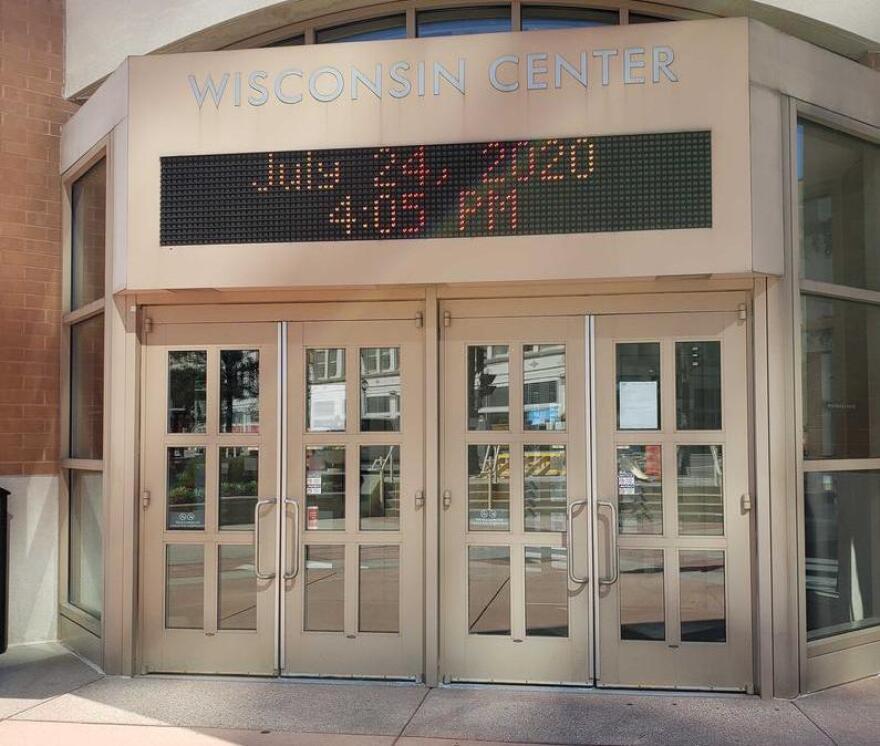 WISCONSIN CENTER
July 24, 2020
4:05 PM